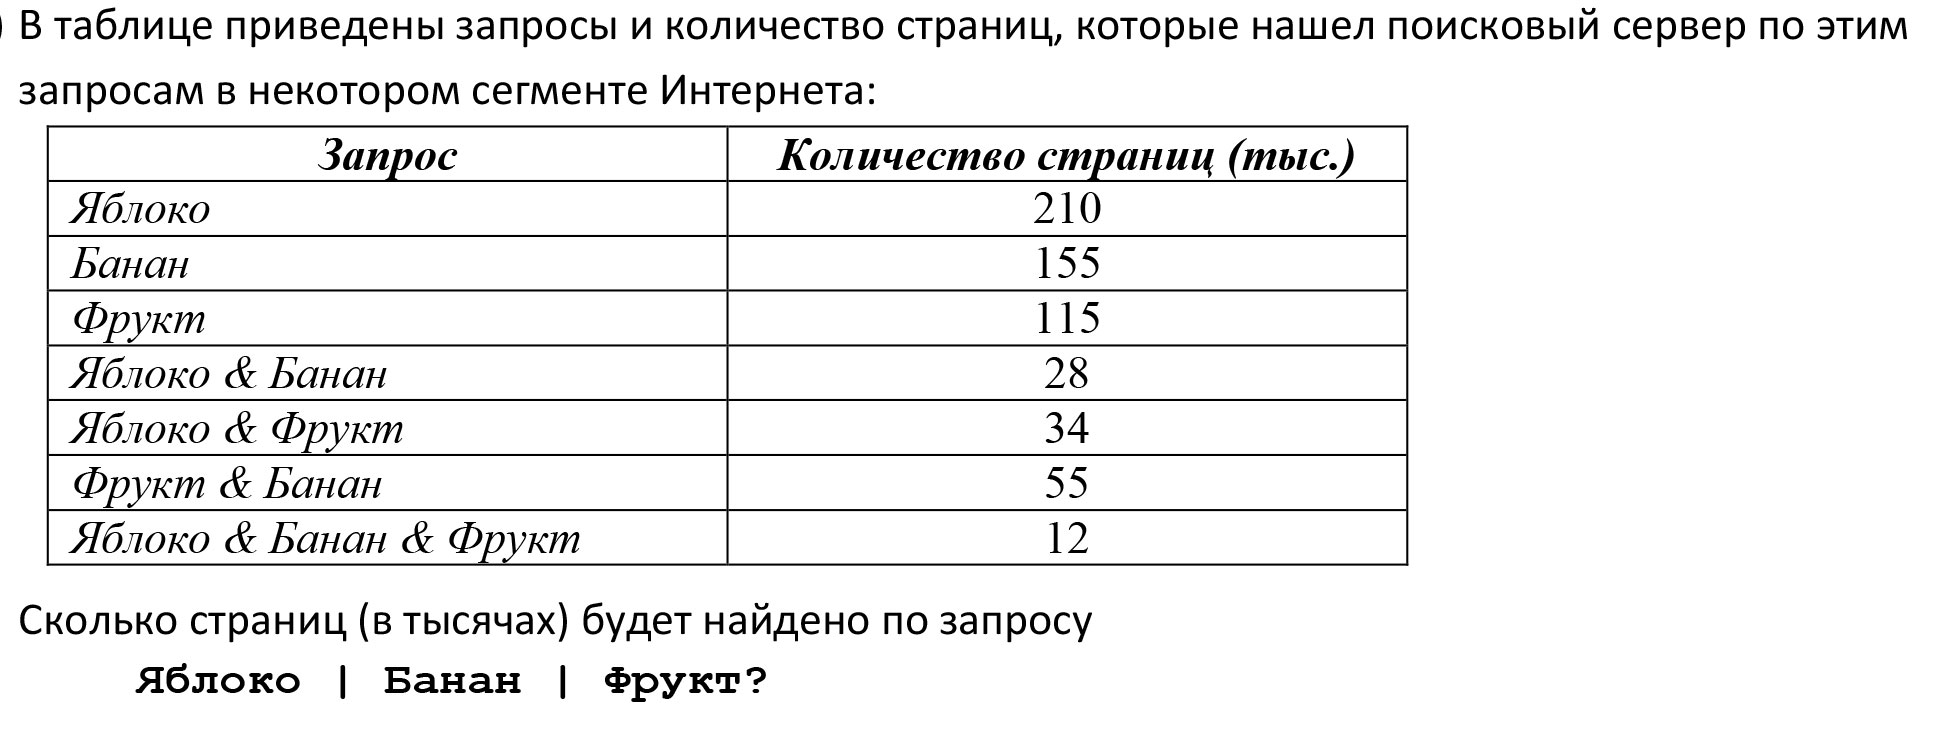 ) В таблице приведены запросы и количество страниц, которые нашел поисковый сервер по этим
запросам в некотором сегменте Интернета:
Запрос Количество страниц (тыс.)
Яблоко 210
Банан 155
Фрукт 115
Яблоко & Банан 28
Яблоко & Фрукт 34
Фрукт & Банан 55
Яблоко & Банан & Фрукт 12
Сколько страниц (в тысячах) будет найдено по запросу
Яблоко | Банан | Фрукт?